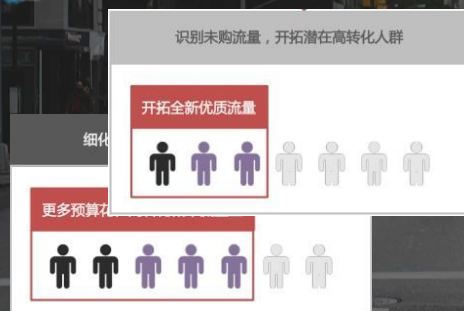 识别未购流量，开拓潜在高转化人群
开拓全新优质流量
细化
更多预算花